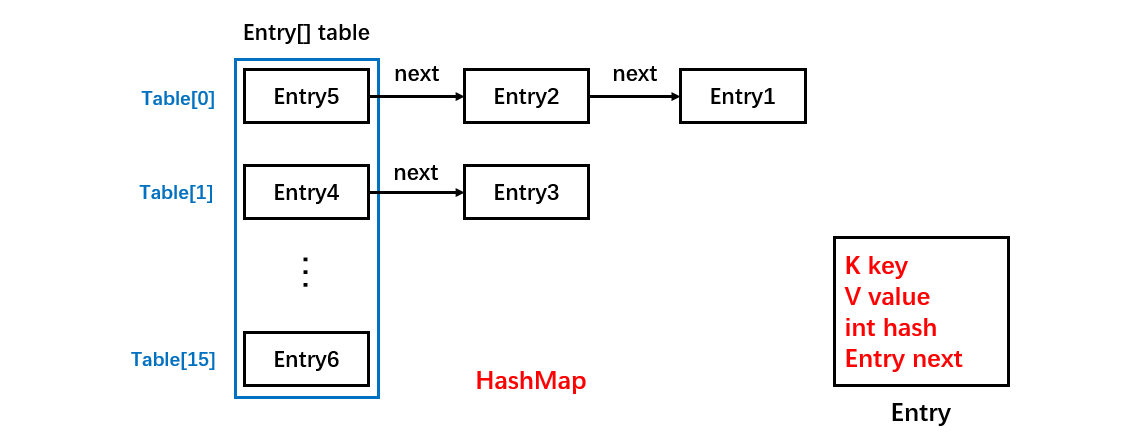 Entry[] table
Table[0]
Entry5
next
Entry2
next
Entry1
Table[1]
Entry4
next
Entry3
⋮
Table[15]
Entry6
HashMap
K key
V value
int hash
Entry next
Entry